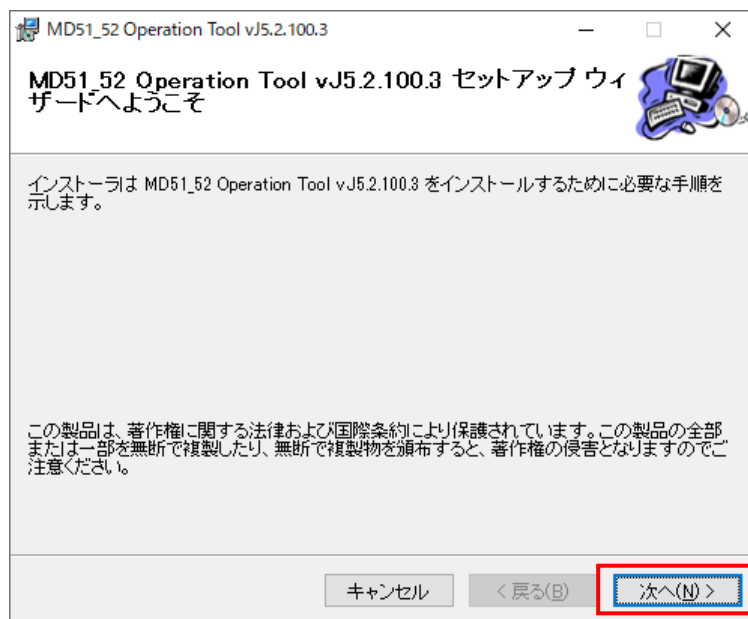 MD51_52 Operation Tool vJ5.2.100.3
MD51_52 Operation Tool vJ5.2.100.3 セットアップ ウィ
ザードへようこそ
インストーラは MD51_52 Operation Tool vJ5.2.100.3 をインストールするために必要な手順を
示します。
この製品は、著作権に関する法律および国際条約により保護されています。この製品の全部
または一部を無断で複製したり、無断で複製物を頒布すると、著作権の侵害となりますのでご
注意ください。
キャンセル
< 戻る(B)
次へ(N) >